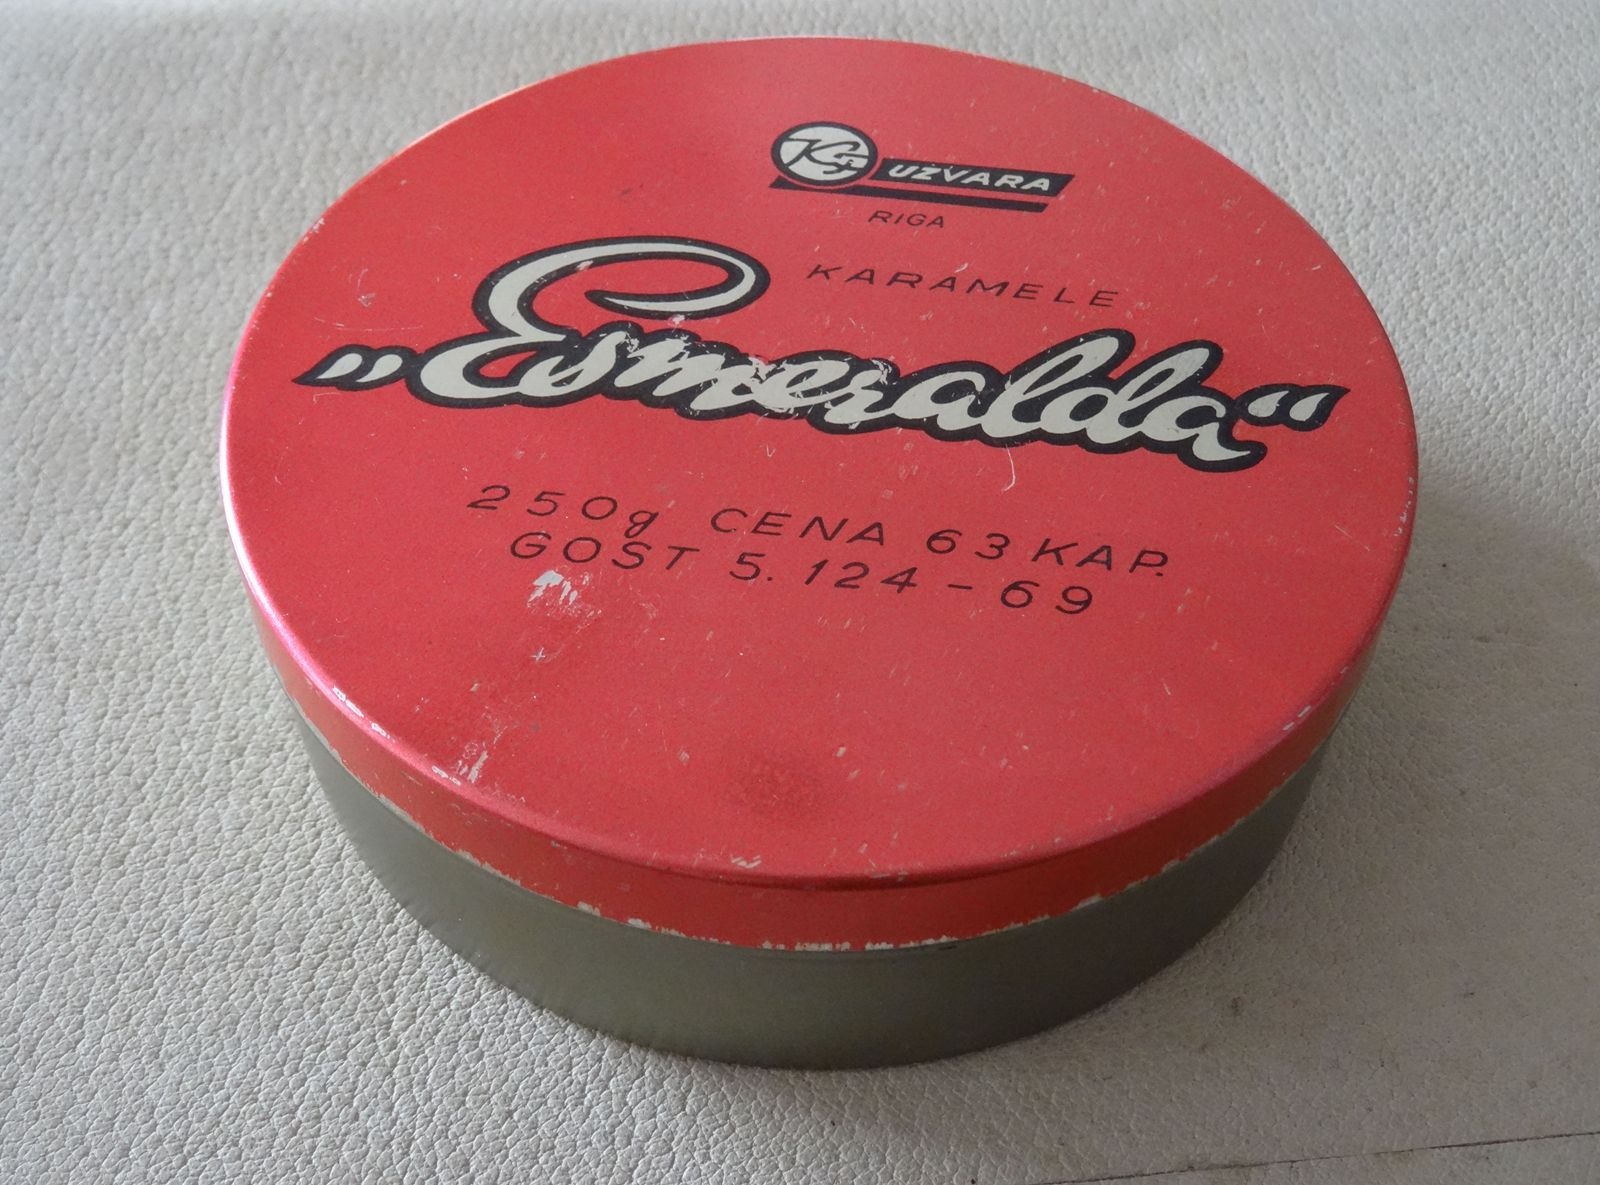 UZVARA
RIGA
KARAMELE
„Esmeralda“
250g CENA 63 KAP.
GOST 5.124-69